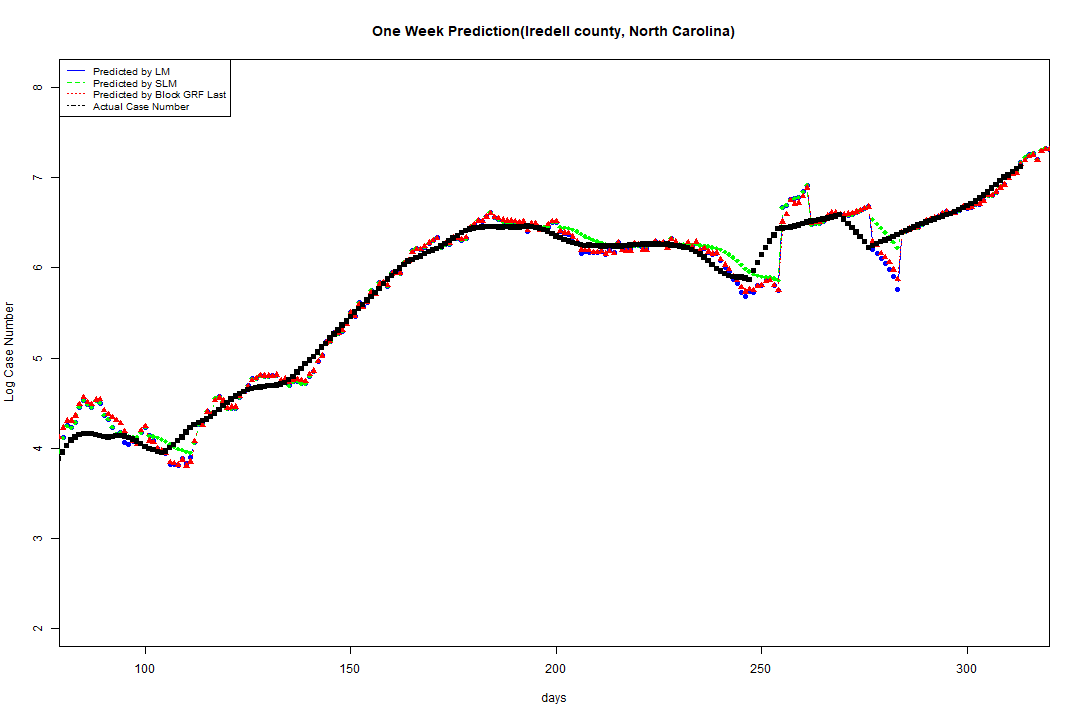 One Week Prediction(Iredell county, North Carolina)
Predicted by LM
Predicted by SLM
Predicted by Block GRF Last
Actual Case Number
8
7
6
5
4
3
2
Log Case Number
100 150 200 250 300
days